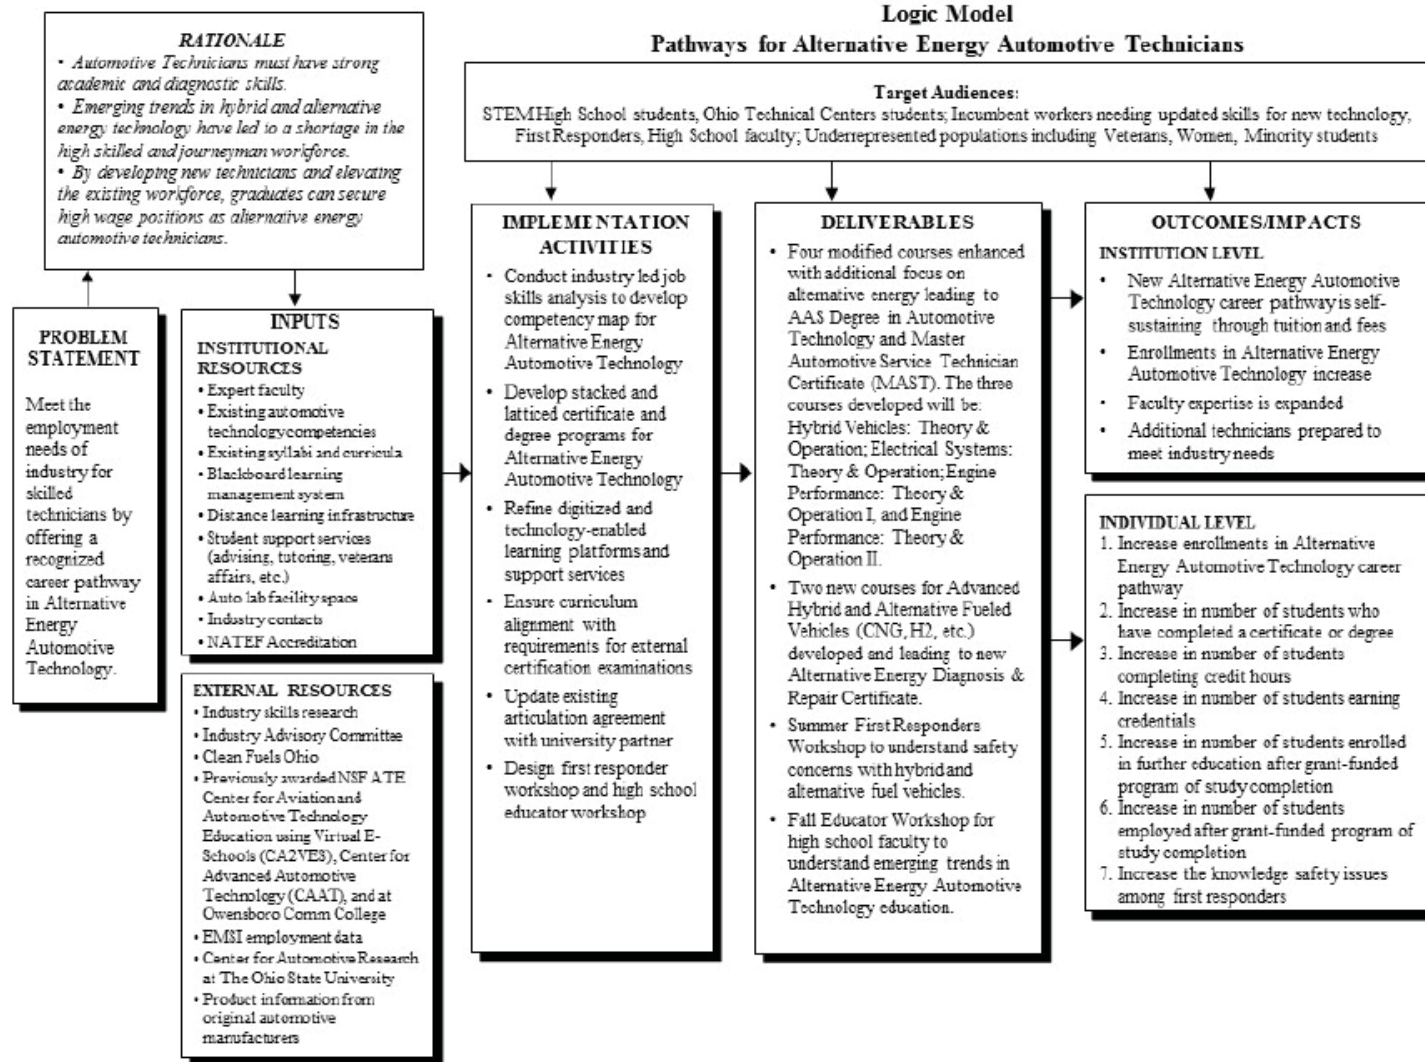 Logic Model
Pathways for Alternative Energy Automotive Technicians
RATIONALE
• Automotive Technicians must have strong
academic and diagnostic skills.
• Emerging trends in hybrid and alternative
energy technology have led to a shortage in the
high skilled and journeyman workforce.
• By developing new technicians and elevating
the existing workforce, graduates can secure
high wage positions as alternative energy
automotive technicians.
Target Audiences:
STEM High School students, Ohio Technical Centers students; Incumbent workers needing updated skills for new technology,
First Responders, High School faculty; Underrepresented populations including Veterans, Women, Minority students
PROBLEM
STATEMENT
Meet the
employment
needs of
industry for
skilled
technicians by
offering a
recognized
career pathway
in Alternative
Energy
Automotive
Technology.
INPUTS
INSTITUTIONAL
RESOURCES
• Expert faculty
• Existing automotive
technology competencies
• Existing syllabi and curricula
• Blackboard learning
management system
• Distance learning infrastructure
• Student support services
(advising, tutoring, veterans
affairs, etc.)
• Auto lab facility space
• Industry contacts
• NATEF Accreditation
EXTERNAL RESOURCES
• Industry skills research
• Industry Advisory Committee
• Clean Fuels Ohio
• Previously awarded NSF ATE
Center for Aviation and
Automotive Technology
Education using Virtual E-
Schools (CA2VES), Center for
Advanced Automotive
Technology (CAAT), and at
Owensboro Comm College
• EMSI employment data
• Center for Automotive Research
at The Ohio State University
• Product information from
original automotive
manufacturers
IMPLEMENTATION
ACTIVITIES
• Conduct industry led job
skills analysis to develop
competency map for
Alternative Energy
Automotive Technology
• Develop stacked and
latticed certificate and
degree programs for
Alternative Energy
Automotive Technology
• Refine digitized and
technology-enabled
learning platforms and
support services
• Ensure curriculum
alignment with
requirements for external
certification examinations
• Update existing
articulation agreement
with university partner
• Design first responder
workshop and high school
educator workshop
DELIVERABLES
• Four modified courses enhanced
with additional focus on
alternative energy leading to
AAS Degree in Automotive
Technology and Master
Automotive Service Technician
Certificate (MAST). The three
courses developed will be:
Hybrid Vehicles: Theory &
Operation; Electrical Systems:
Theory & Operation; Engine
Performance: Theory &
Operation I, and Engine
Performance: Theory &
Operation II.
• Two new courses for Advanced
Hybrid and Alternative Fueled
Vehicles (CNG, H2, etc.)
developed and leading to new
Alternative Energy Diagnosis &
Repair Certificate.
• Summer First Responders
Workshop to understand safety
concerns with hybrid and
alternative fuel vehicles.
• Fall Educator Workshop for
high school faculty to
understand emerging trends in
Alternative Energy Automotive
Technology education.
OUTCOMES/IMPACTS
INSTITUTION LEVEL
• New Alternative Energy Automotive
Technology career pathway is self-
sustaining through tuition and fees
• Enrollments in Alternative Energy
Automotive Technology increase
• Faculty expertise is expanded
• Additional technicians prepared to
meet industry needs
INDIVIDUAL LEVEL
1. Increase enrollments in Alternative
Energy Automotive Technology career
pathway
2. Increase in number of students who
have completed a certificate or degree
3. Increase in number of students
completing credit hours
4. Increase in number of students earning
credentials
5. Increase in number of students enrolled
in further education after grant-funded
program of study completion
6. Increase in number of students
employed after grant-funded program of
study completion
7. Increase the knowledge safety issues
among first responders